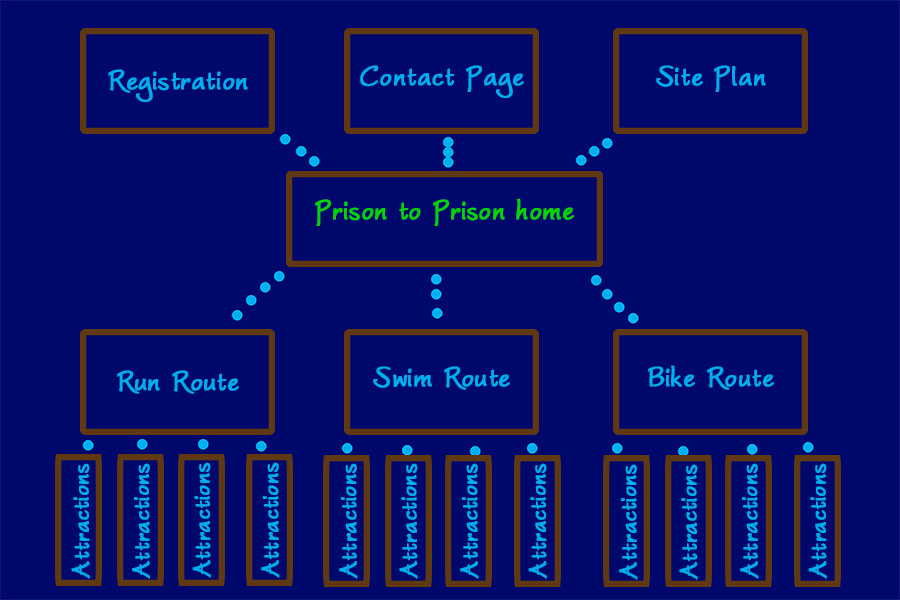 Registration
Contact Page
Site Plan
Prison to Prison home
Run Route
Swim Route
Bike Route
Attractions
Attractions
Attractions
Attractions
Attractions
Attractions
Attractions
Attractions
Attractions
Attractions
Attractions
Attractions